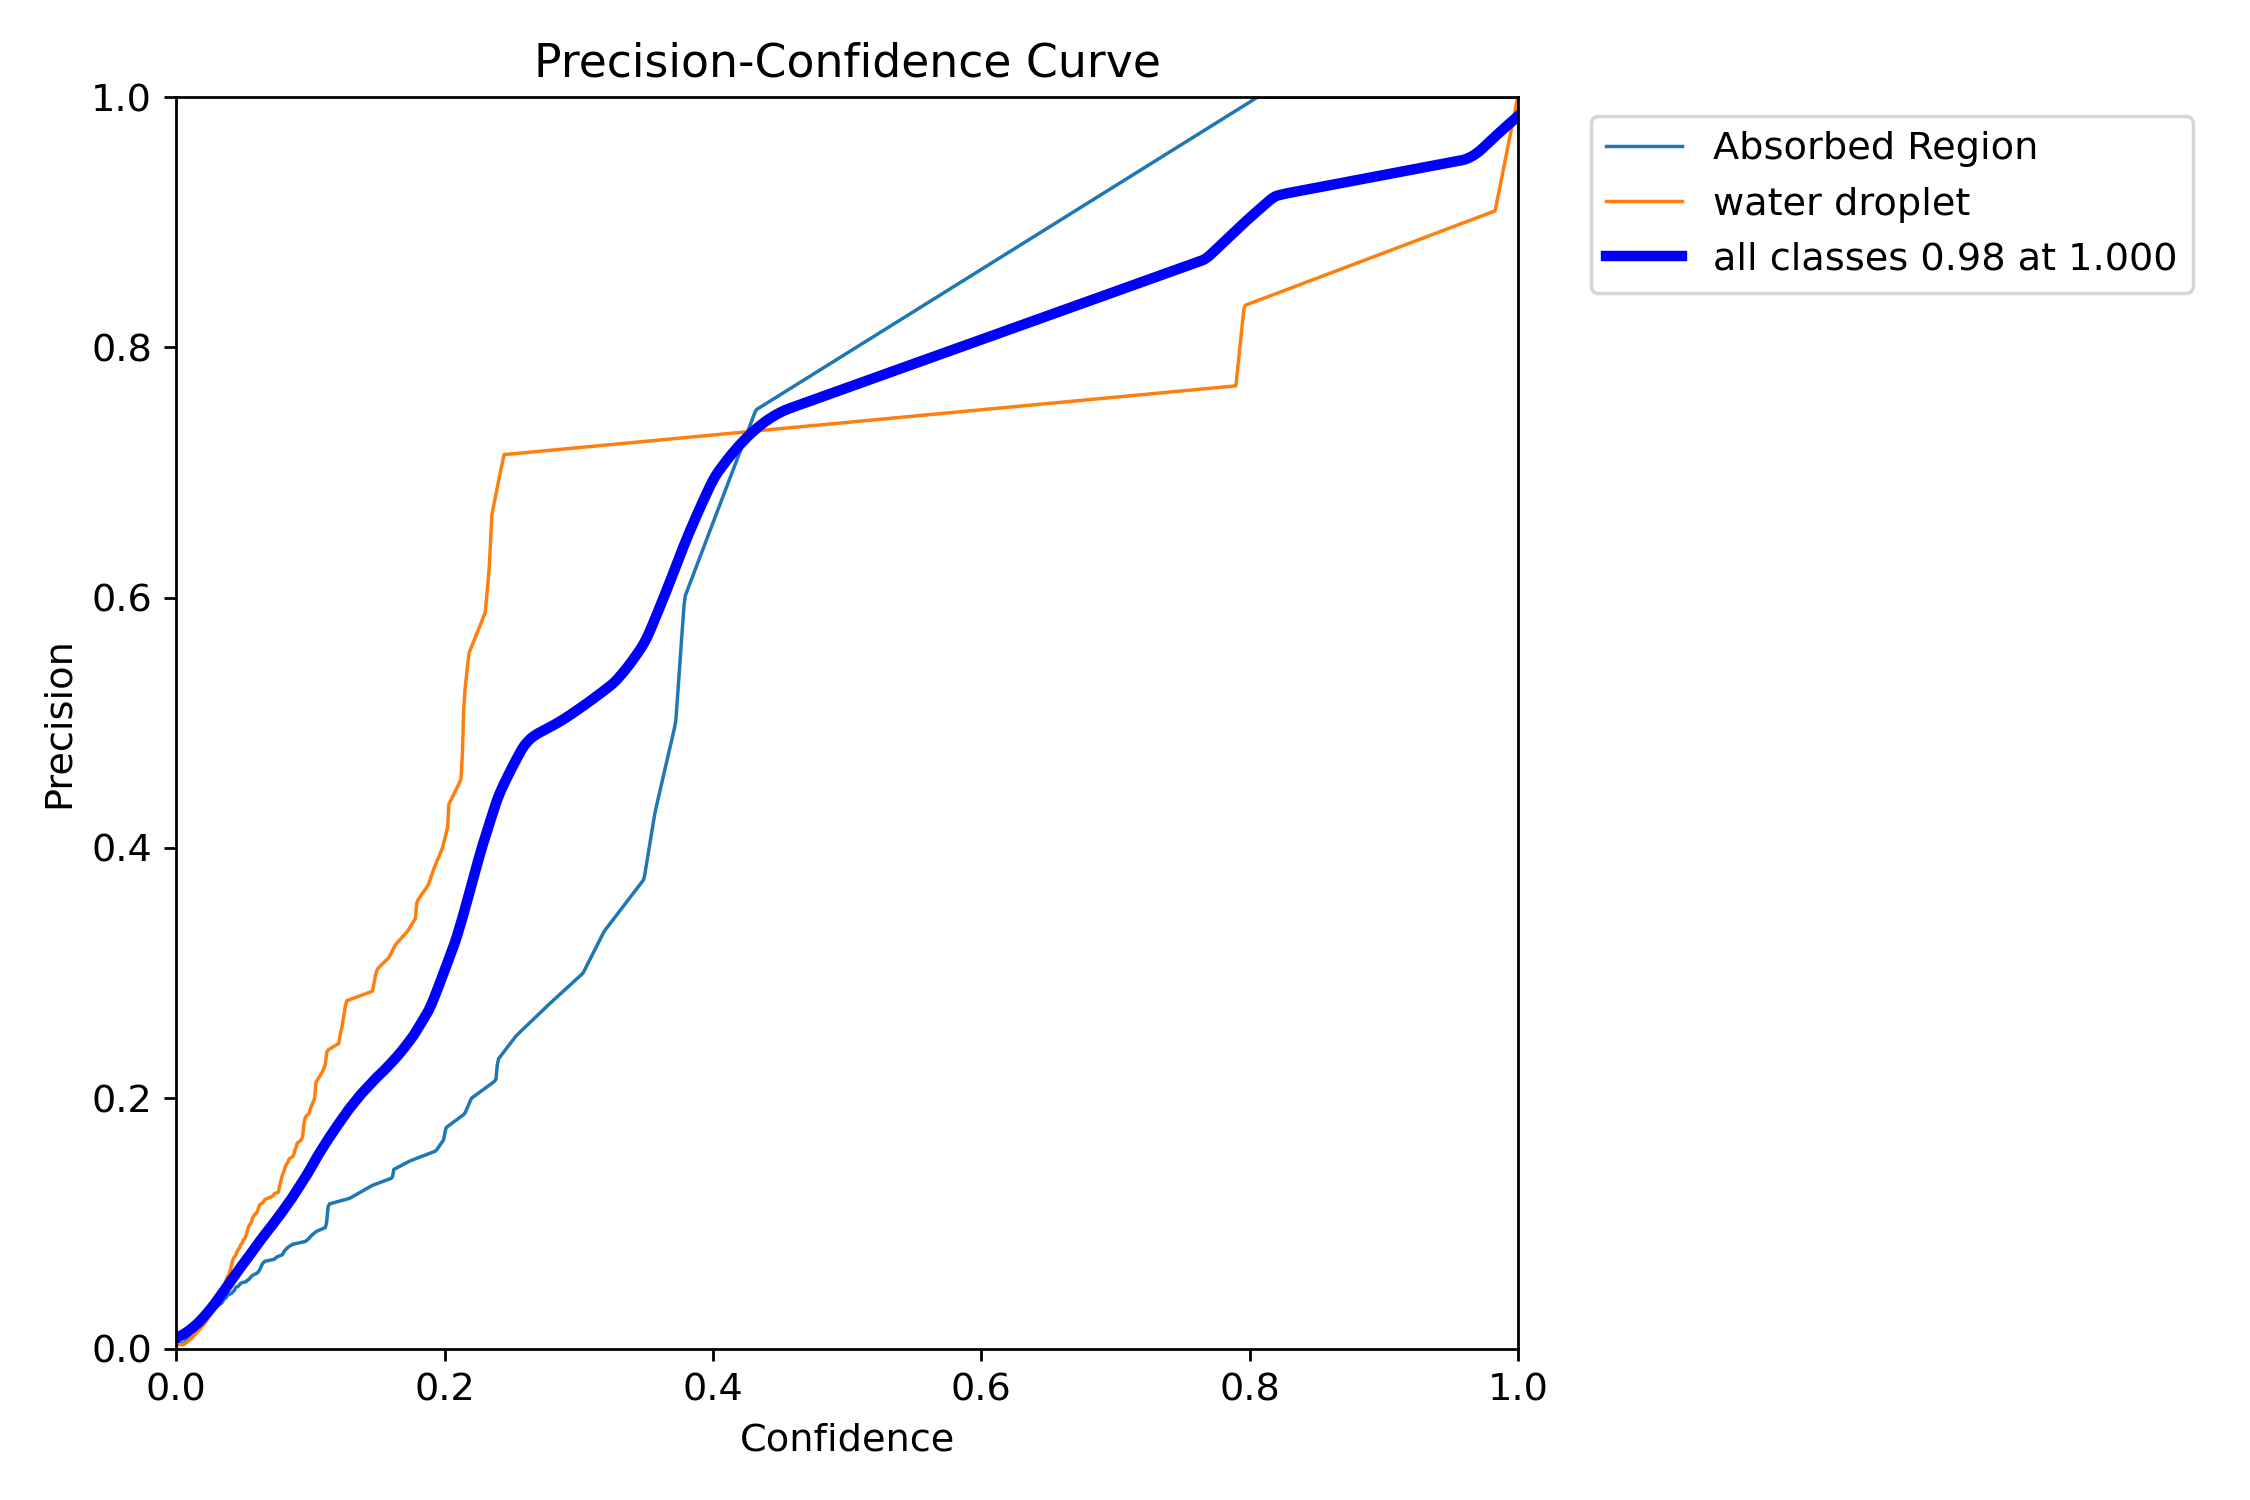 Precision-Confidence Curve
1.0
0.8
0.6
0.4
0.2
0.0
Precision
0.0 0.2 0.4 0.6 0.8 1.0
Confidence
Absorbed Region
water droplet
all classes 0.98 at 1.000